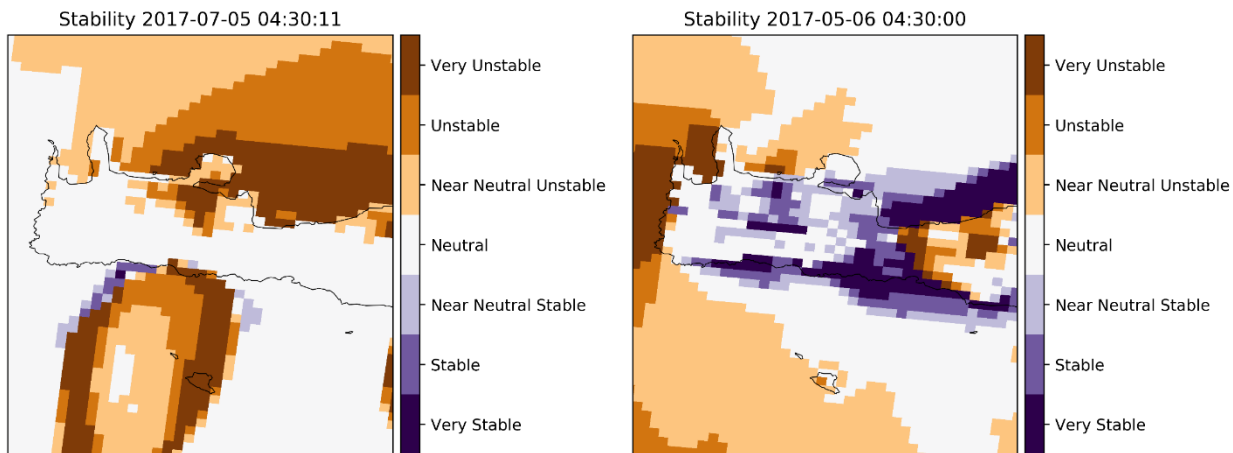 Stability 2017-07-05 04:30:11
Very Unstable
Unstable
Near Neutral Unstable
Neutral
Near Neutral Stable
Stable
Very Stable
Stability 2017-05-06 04:30:00
Very Unstable
Unstable
Near Neutral Unstable
Neutral
Near Neutral Stable
Stable
Very Stable